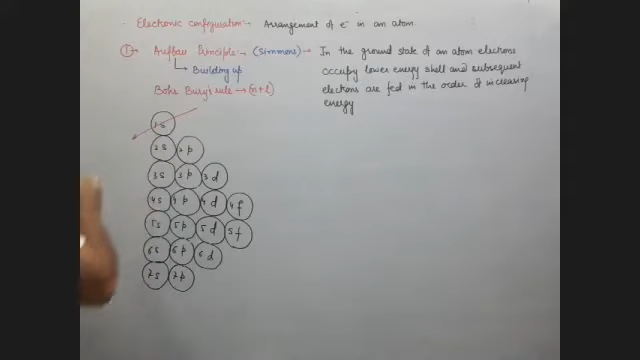 Electronic configuration:- Arrangement of e⁻ in an atom.
① Aufbau Principle:- (Simmons) → In the ground state of an atom electrons
Building up occupy lower energy shell and subsequent
Bohr Bury's rule → (n+l) electrons are fed in the order of increasing
energy
1s
2s 2p
3s 3p 3d
4s 4p 4d 4f
5s 5p 5d 5f
6s 6p 6d
7s 7p